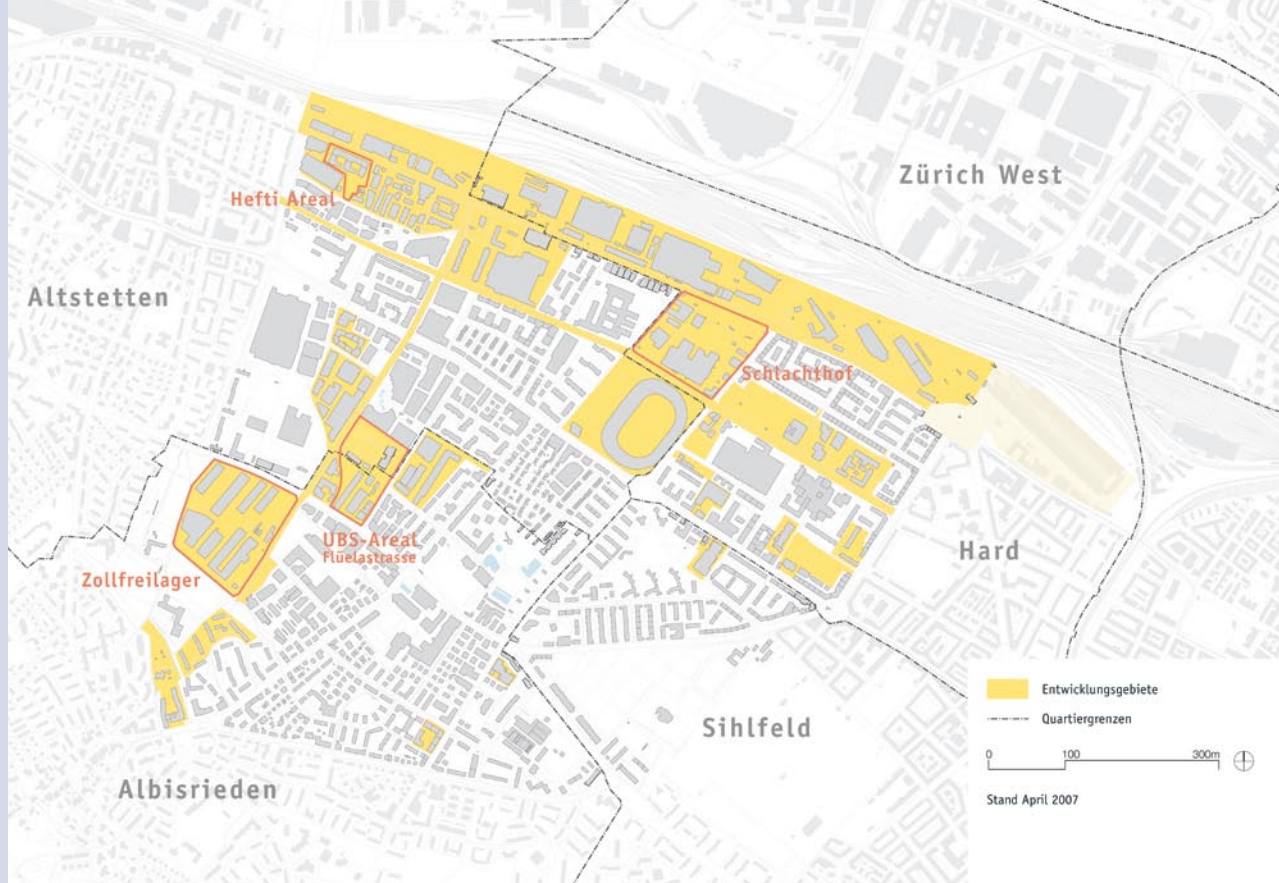 Zürich West
Hefti Areal
Altstetten
Schlachthof
UBS-Areal
Flüelastrasse
Hard
Zollfreilager
Sihlfeld
Albisrieden
Entwicklungsgebiete
Quartiergrenzen
0 100 300m
Stand April 2007